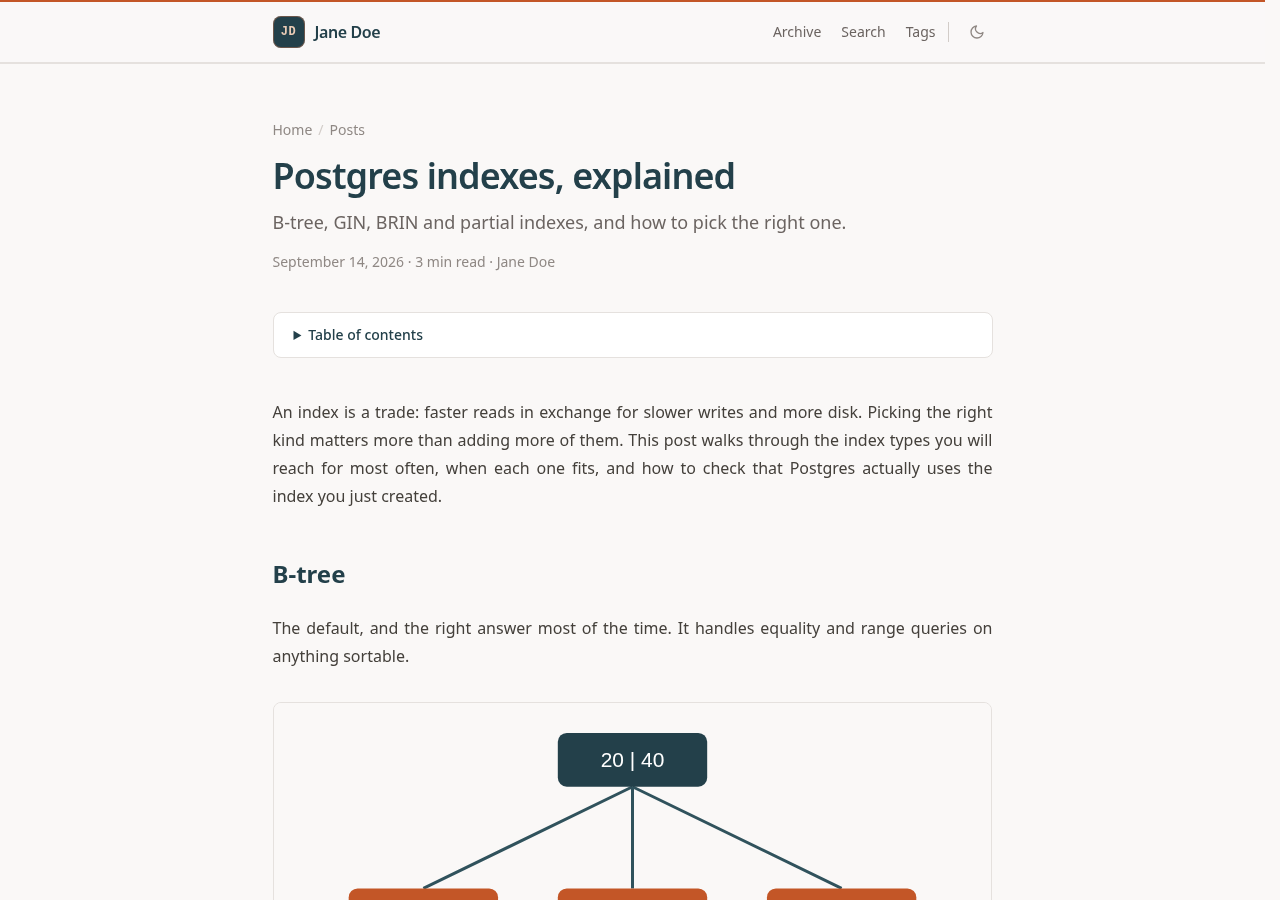 JD Jane Doe Archive Search Tags
Home / Posts
Postgres indexes, explained
B-tree, GIN, BRIN and partial indexes, and how to pick the right one.
September 14, 2026 · 3 min read · Jane Doe
Table of contents
An index is a trade: faster reads in exchange for slower writes and more disk. Picking the right
kind matters more than adding more of them. This post walks through the index types you will
reach for most often, when each one fits, and how to check that Postgres actually uses the
index you just created.
B-tree
The default, and the right answer most of the time. It handles equality and range queries on
anything sortable.
20 | 40